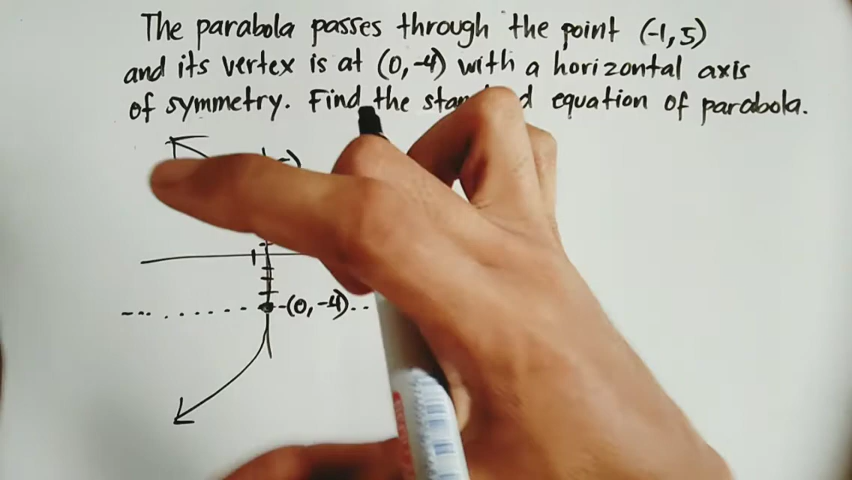 The parabola passes through the point (-1, 5)
and its vertex is at (0, -4) with a horizontal axis
of symmetry. Find the equation of parabola.
(0, -4)